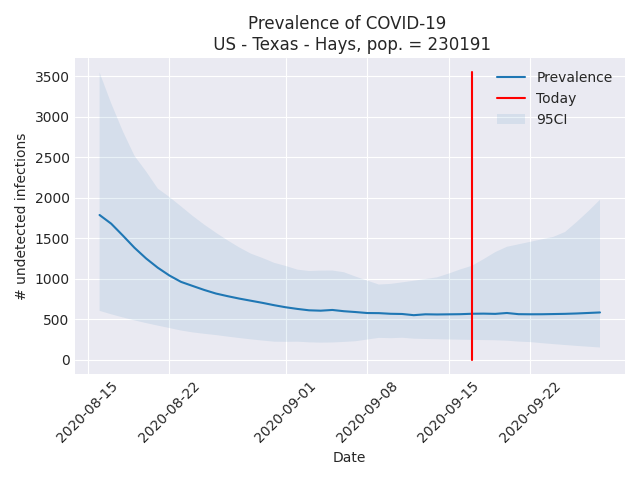 Prevalence of COVID-19
US - Texas - Hays, pop. = 230191
Prevalence
Today
95CI
# undetected infections
3500
3000
2500
2000
1500
1000
500
0
2020-08-15
2020-08-22
2020-09-01
2020-09-08
2020-09-15
2020-09-22
Date